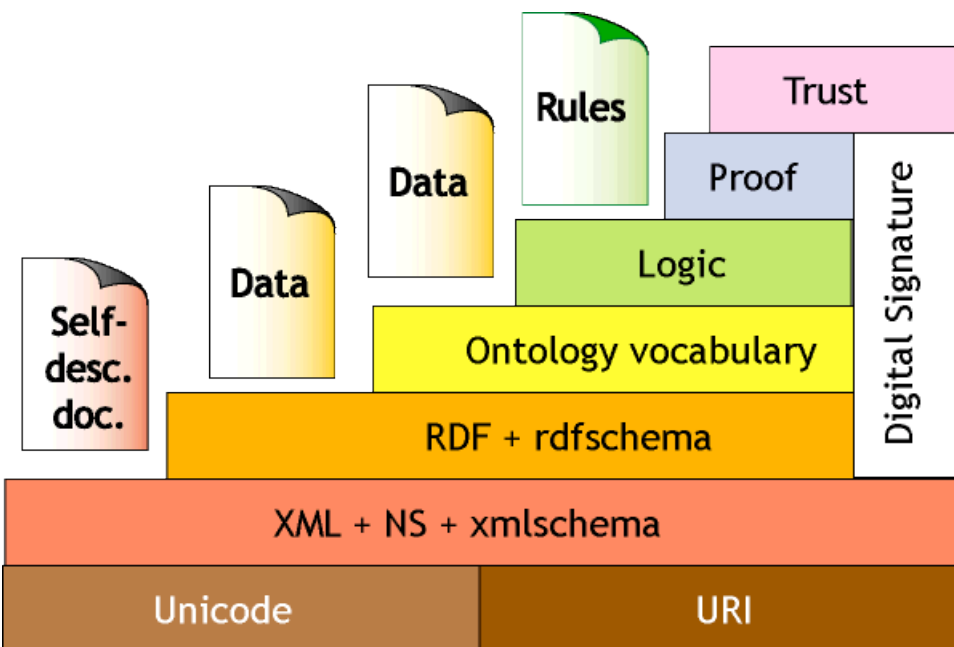 Rules
Trust
Data
Proof
Data
Logic
Self-
desc.
doc.
Ontology vocabulary
Digital Signature
RDF + rdfschema
XML + NS + xmlschema
Unicode
URI